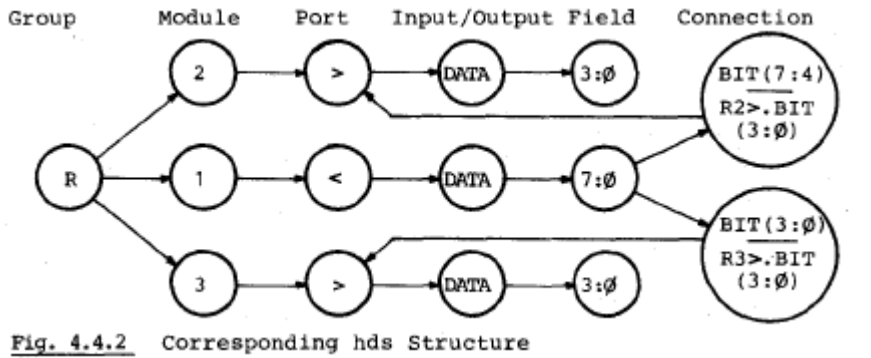 Group Module Port Input/Output Field Connection
2 > DATA 3:Ø
BIT(7:4)
R2>.BIT
(3:Ø)
R 1 < DATA 7:Ø
BIT(3:Ø)
R3>.BIT
(3:Ø)
3 > DATA 3:Ø
Fig. 4.4.2 Corresponding hds Structure